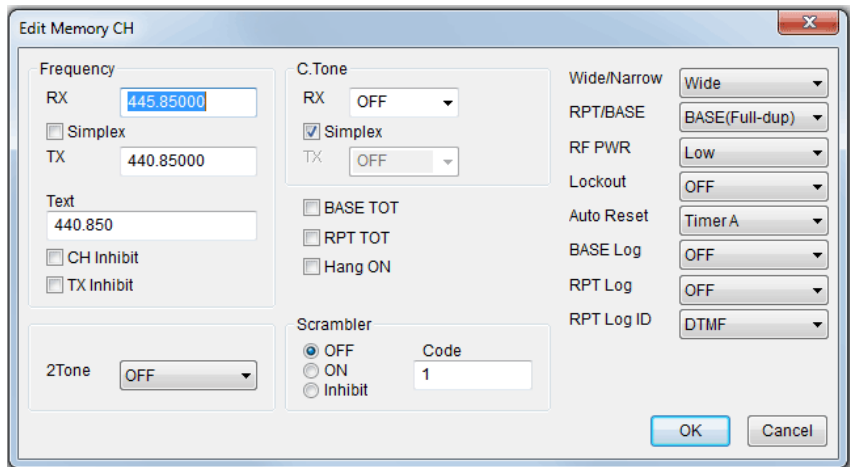 Edit Memory CH
Frequency
RX 445.85000
Simplex
TX 440.85000
Text
440.850
CH Inhibit
TX Inhibit
2Tone OFF
C.Tone
RX OFF
Simplex
TX OFF
BASE TOT
RPT TOT
Hang ON
Scrambler
OFF Code
ON 1
Inhibit
Wide/Narrow Wide
RPT/BASE BASE(Full-dup)
RF PWR Low
Lockout OFF
Auto Reset Timer A
BASE Log OFF
RPT Log OFF
RPT Log ID DTMF
OK Cancel